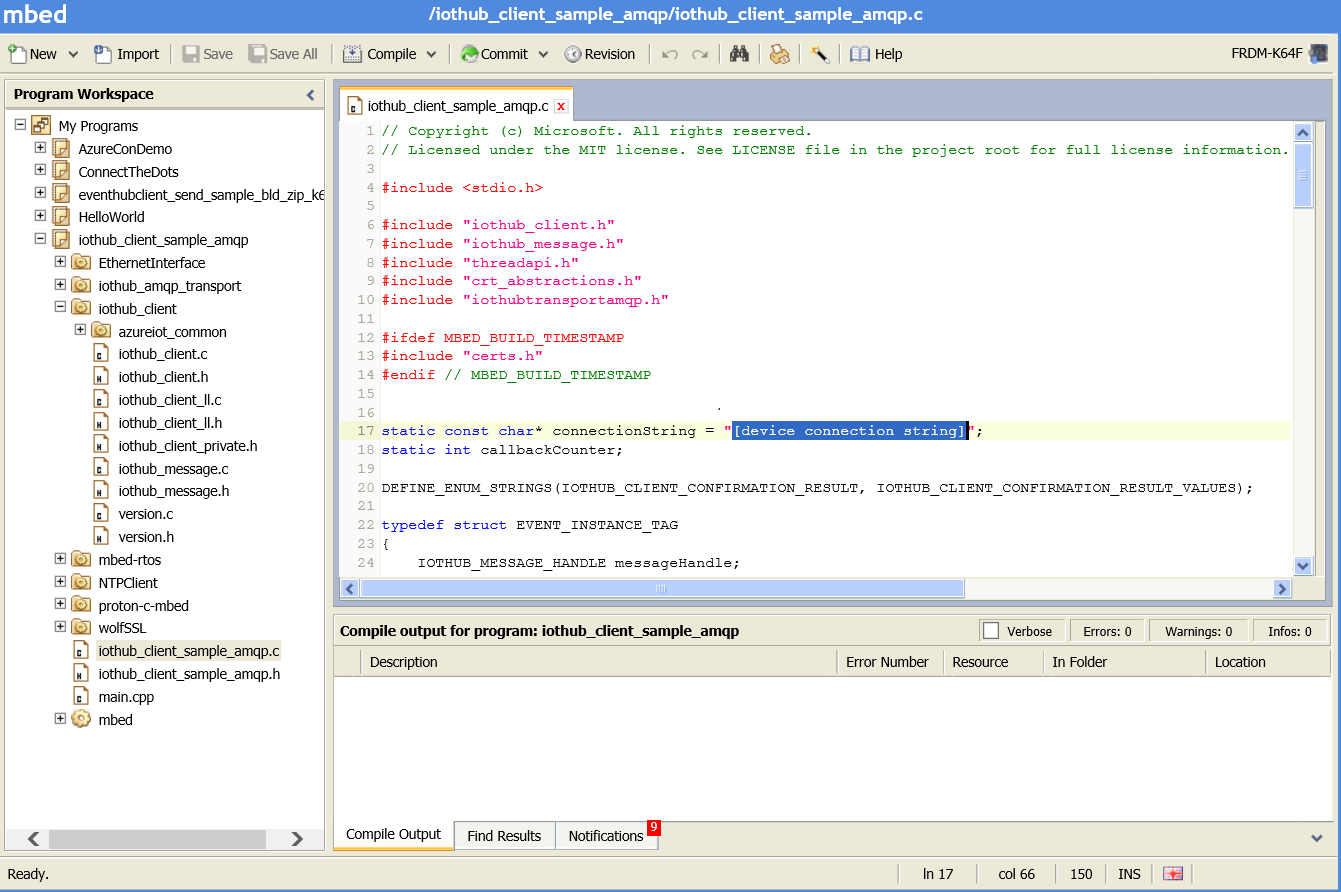 mbed
/iothub_client_sample_amqp/iothub_client_sample_amqp.c
New Import Save Save All Compile Commit Revision Help FRDM-K64F
Program Workspace
My Programs
AzureConDemo
ConnectTheDots
eventhubclient_send_sample_bld_zip_k6
HelloWorld
iothub_client_sample_amqp
EthernetInterface
iothub_amqp_transport
iothub_client
azureiot_common
iothub_client.c
iothub_client.h
iothub_client_ll.c
iothub_client_ll.h
iothub_client_private.h
iothub_message.c
iothub_message.h
version.c
version.h
mbed-rtos
NTPClient
proton-c-mbed
wolfSSL
iothub_client_sample_amqp.c
iothub_client_sample_amqp.h
main.cpp
mbed
iothub_client_sample_amqp.c x
1 // Copyright (c) Microsoft. All rights reserved.
2 // Licensed under the MIT license. See LICENSE file in the project root for full license information.
3
4 #include <stdio.h>
5
6 #include "iothub_client.h"
7 #include "iothub_message.h"
8 #include "threadapi.h"
9 #include "crt_abstractions.h"
10 #include "iothubtransportamqp.h"
11
12 #ifdef MBED_BUILD_TIMESTAMP
13 #include "certs.h"
14 #endif // MBED_BUILD_TIMESTAMP
15
16
17 static const char* connectionString = "[device connection string]";
18 static int callbackCounter;
19
20 DEFINE_ENUM_STRINGS(IOTHUB_CLIENT_CONFIRMATION_RESULT, IOTHUB_CLIENT_CONFIRMATION_RESULT_VALUES);
21
22 typedef struct EVENT_INSTANCE_TAG
23 {
24     IOTHUB_MESSAGE_HANDLE messageHandle;
Compile output for program: iothub_client_sample_amqp Verbose Errors: 0 Warnings: 0 Infos: 0
Description Error Number Resource In Folder Location
Compile Output Find Results Notifications 9
Ready. ln 17 col 66 150 INS